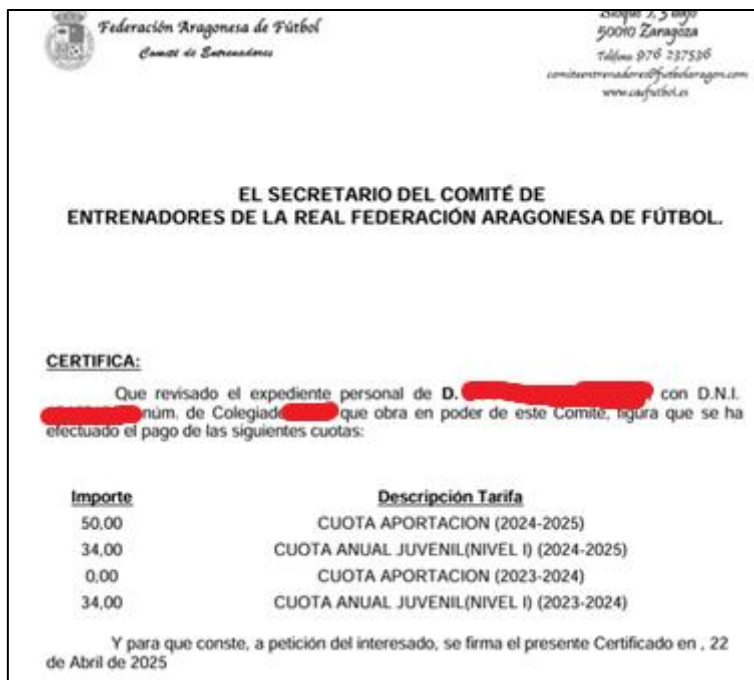 Federación Aragonesa de Fútbol
Comité de Entrenadores
50010 Zaragoza
Teléfono 976 237536
comiteentrenadores@futbolaragon.com
www.caefutbol.es
EL SECRETARIO DEL COMITÉ DE
ENTRENADORES DE LA REAL FEDERACIÓN ARAGONESA DE FÚTBOL.
CERTIFICA:
Que revisado el expediente personal de D. con D.N.I.
núm. de Colegiado que obra en poder de este Comité, figura que se ha
efectuado el pago de las siguientes cuotas:
Importe Descripción Tarifa
50,00 CUOTA APORTACION (2024-2025)
34,00 CUOTA ANUAL JUVENIL(NIVEL I) (2024-2025)
0,00 CUOTA APORTACION (2023-2024)
34,00 CUOTA ANUAL JUVENIL(NIVEL I) (2023-2024)
Y para que conste, a petición del interesado, se firma el presente Certificado en , 22
de Abril de 2025